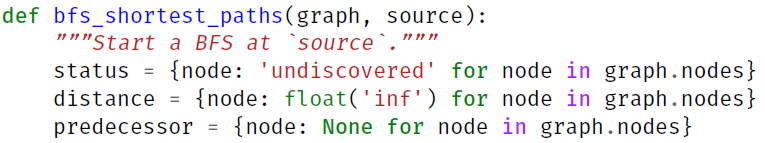 def bfs_shortest_paths(graph, source):
    """Start a BFS at `source`."""
    status = {node: 'undiscovered' for node in graph.nodes}
    distance = {node: float('inf') for node in graph.nodes}
    predecessor = {node: None for node in graph.nodes}